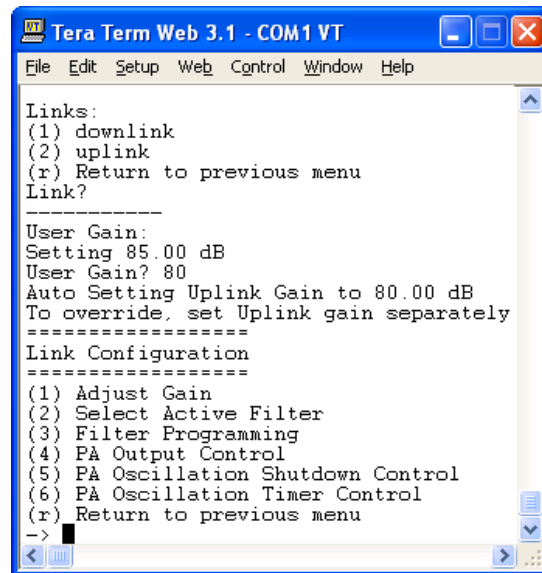 Tera Term Web 3.1 - COM1 VT
File Edit Setup Web Control Window Help
Links:
(1) downlink
(2) uplink
(r) Return to previous menu
Link?
-----------
User Gain:
Setting 85.00 dB
User Gain? 80
Auto Setting Uplink Gain to 80.00 dB
To override, set Uplink gain separately
==================
Link Configuration
==================
(1) Adjust Gain
(2) Select Active Filter
(3) Filter Programming
(4) PA Output Control
(5) PA Oscillation Shutdown Control
(6) PA Oscillation Timer Control
(r) Return to previous menu
->